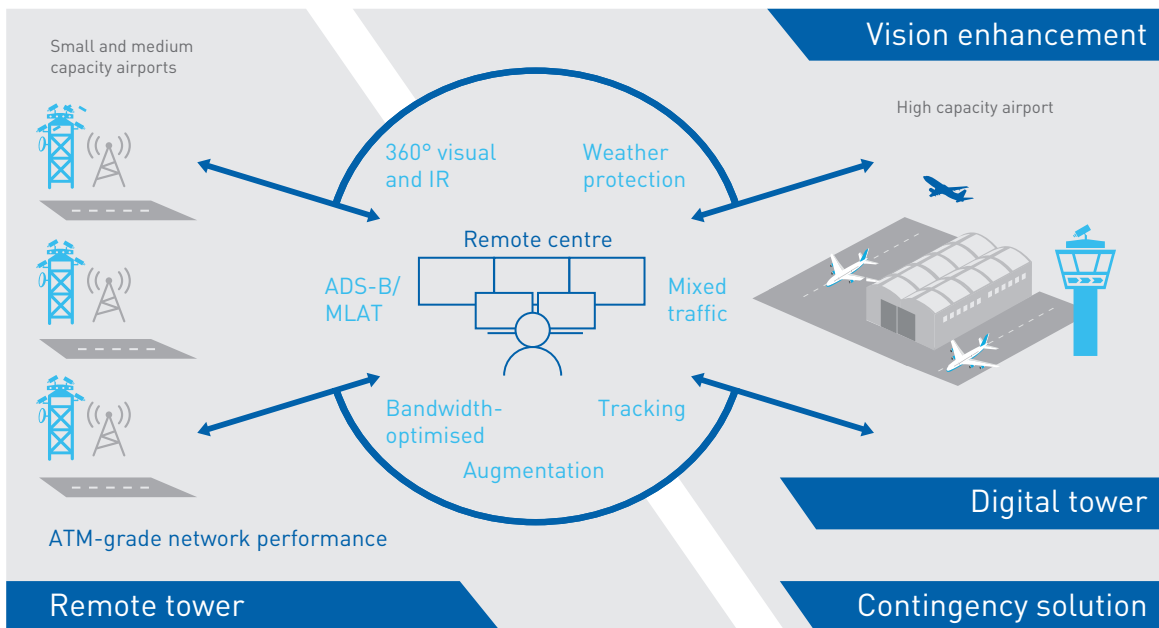 Vision enhancement
Small and medium
capacity airports
High capacity airport
360° visual
and IR
Weather
protection
Remote centre
ADS-B/
MLAT
Mixed
traffic
Bandwidth-
optimised
Tracking
Augmentation
Digital tower
ATM-grade network performance
Remote tower
Contingency solution